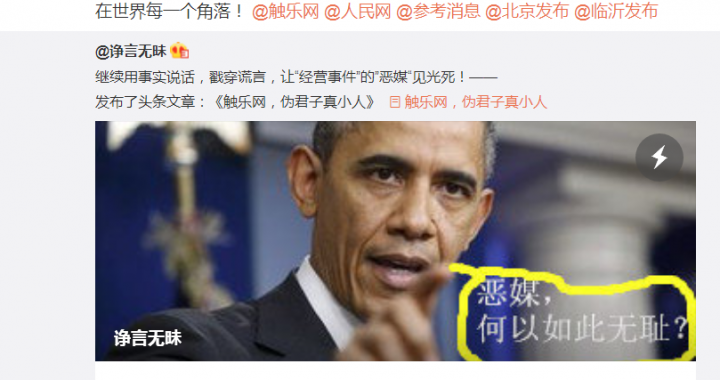 在世界每一个角落！ @触乐网 @人民网 @参考消息 @北京发布 @临沂发布
@诤言无昧
继续用事实说话，戳穿谎言，让“经营事件”的“恶媒”见光死！——
发布了头条文章：《触乐网，伪君子真小人》 触乐网，伪君子真小人
恶媒，
何以如此无耻？
诤言无昧